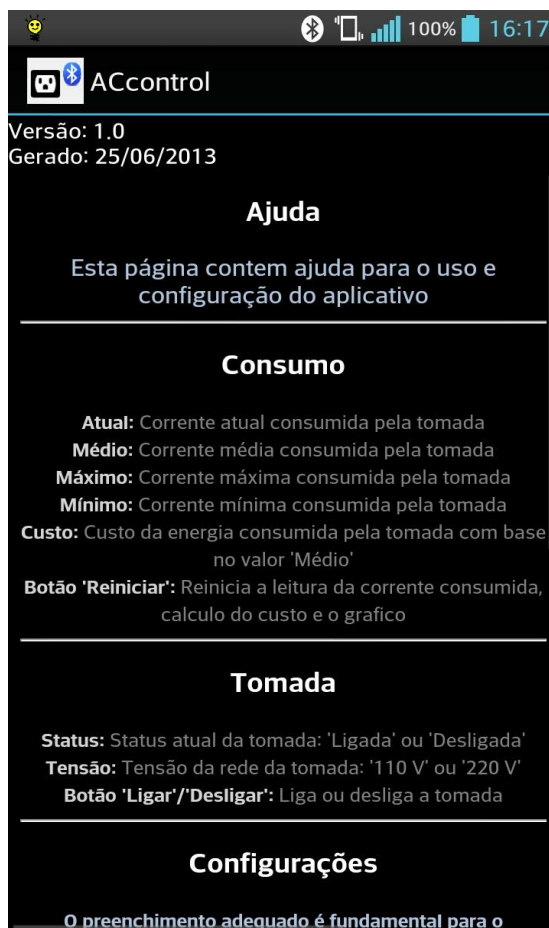 100% 16:17
ACcontrol
Versão: 1.0
Gerado: 25/06/2013
Ajuda
Esta página contem ajuda para o uso e
configuração do aplicativo
Consumo
Atual: Corrente atual consumida pela tomada
Médio: Corrente média consumida pela tomada
Máximo: Corrente máxima consumida pela tomada
Mínimo: Corrente mínima consumida pela tomada
Custo: Custo da energia consumida pela tomada com base
no valor 'Médio'
Botão 'Reiniciar': Reinicia a leitura da corrente consumida,
calculo do custo e o grafico
Tomada
Status: Status atual da tomada: 'Ligada' ou 'Desligada'
Tensão: Tensão da rede da tomada: '110 V' ou '220 V'
Botão 'Ligar'/'Desligar': Liga ou desliga a tomada
Configurações
O preenchimento adequado é fundamental para o